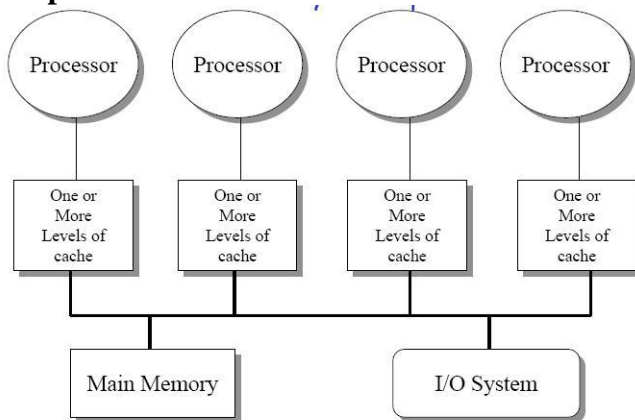 Processor
Processor
Processor
Processor
One or
More
Levels of
cache
One or
More
Levels of
cache
One or
More
Levels of
cache
One or
More
Levels of
cache
Main Memory
I/O System